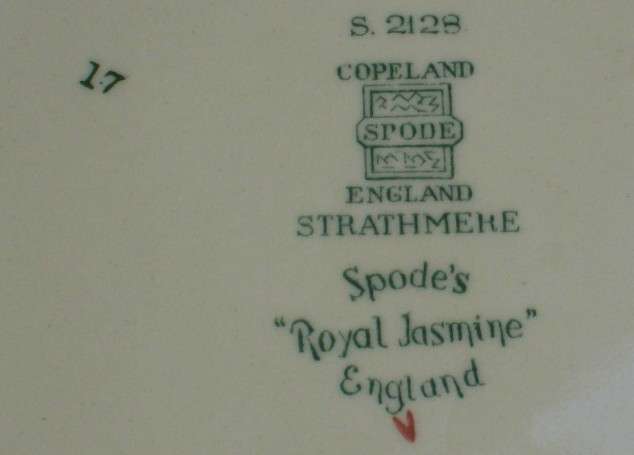 S. 2128
17
COPELAND
SPODE
ENGLAND
STRATHMERE
Spode's
"Royal Jasmine"
England